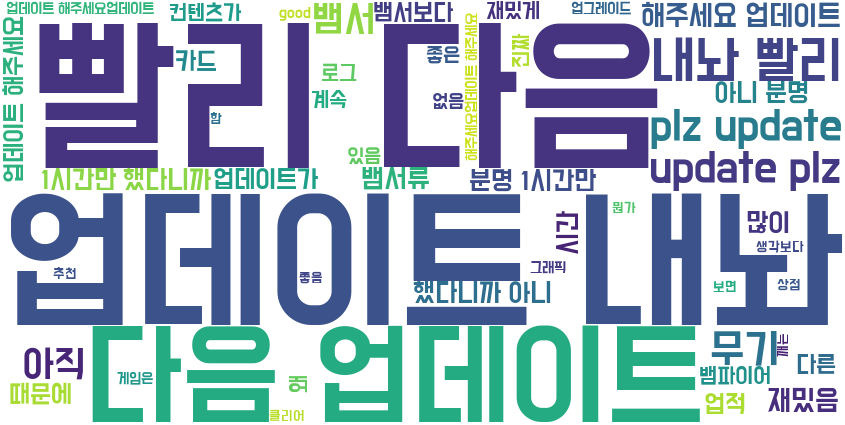 업데이트 해주세요업데이트
컨텐츠가
good
뱀서
뱀서보다
재밌게
업그레이드
해주세요 업데이트
업데이트 해주세요
빨리 다음
카드
로그
계속
함
있음
좋은
없음
해주세요업데이트 해주세요
진짜
내놔 빨리
아니 분명
plz update
update plz
1시간만 했다니까
업데이트가
뱀서류
분명 1시간만
업데이트 내놔
추천
좋음
했다니까 아니
시간
그래픽
뭔가
많이
생각보다
보면
상점
다음 업데이트
아직
때문에
게임은
클리어
무기
다른
뱀파이어
업적
재밌음